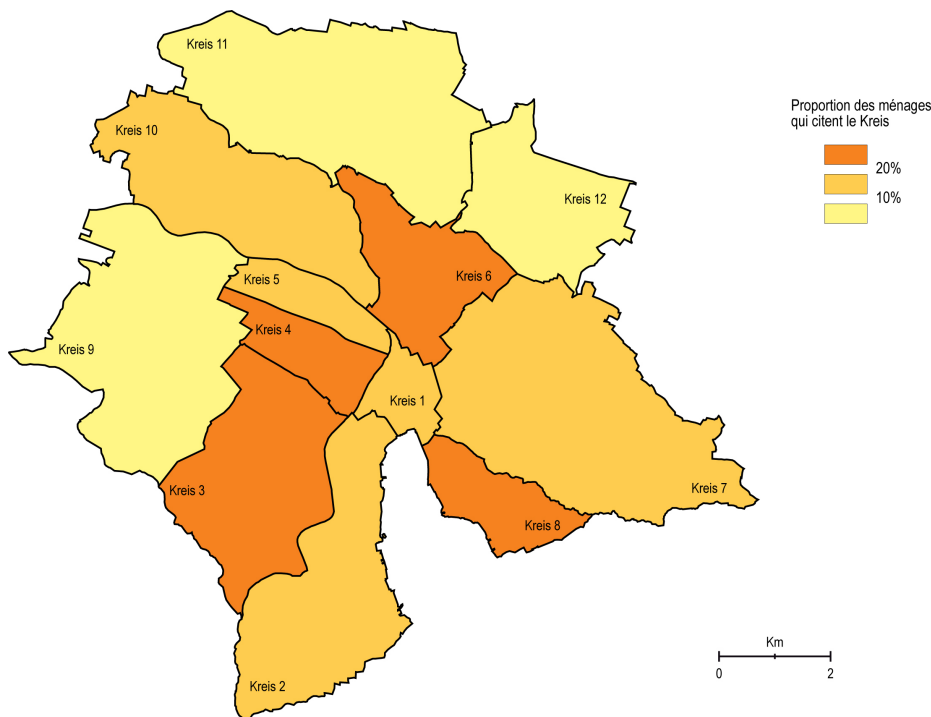 Kreis 11
Proportion des ménages
qui citent le Kreis
20%
10%
Kreis 10
Kreis 12
Kreis 6
Kreis 5
Kreis 4
Kreis 9
Kreis 1
Kreis 3
Kreis 7
Kreis 8
Km
0 2
Kreis 2